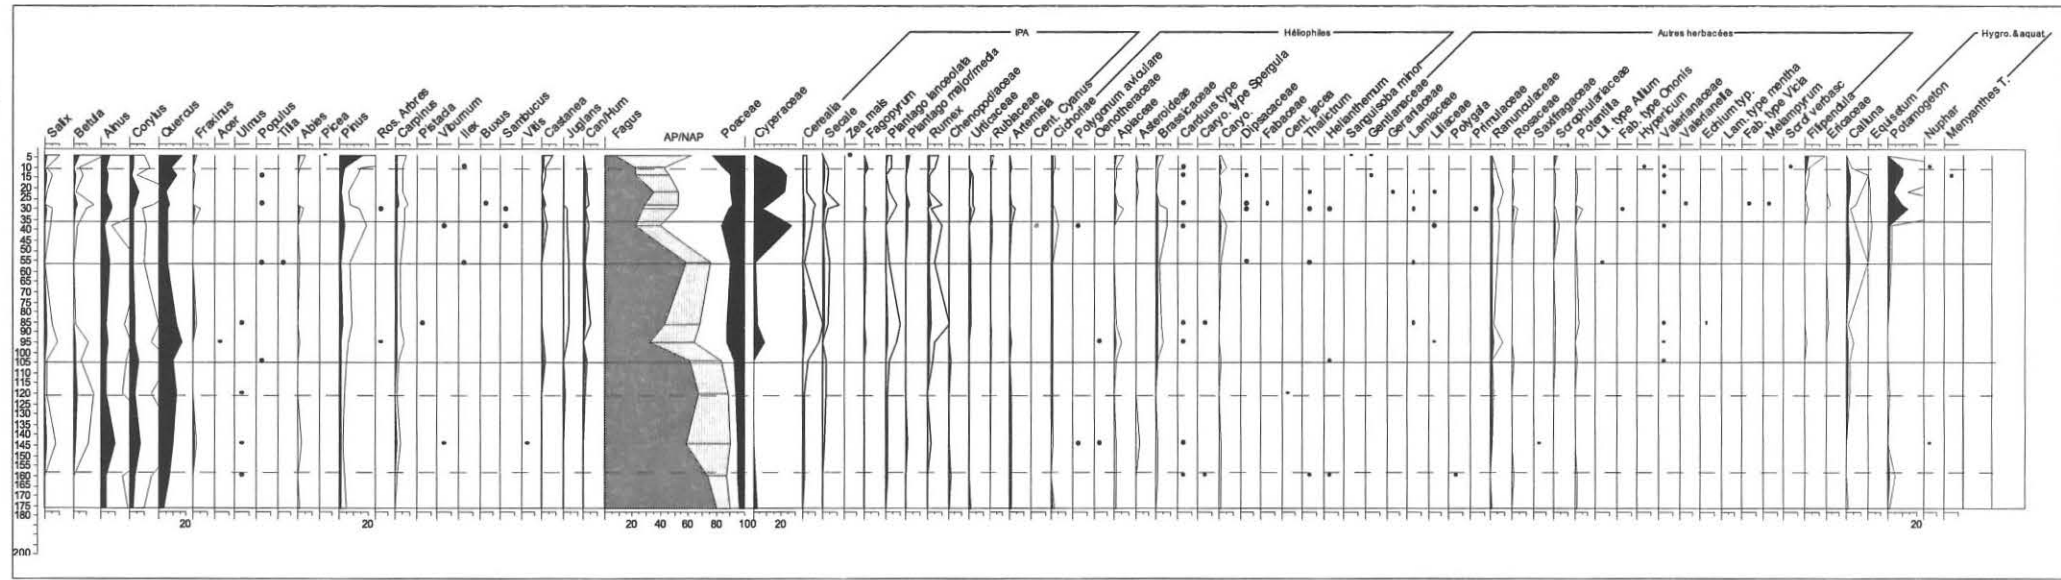 IPA
Héliophiles
Autres herbacées
Hygro. & aquat.
Salix
Betula
Alnus
Corylus
Quercus
Fraxinus
Acer
Ulmus
Populus
Tilia
Abies
Picea
Pinus
Ros. Arbres
Carpinus
Pistacia
Viburnum
Ilex
Buxus
Sambucus
Vitis
Castanea
Juglans
Can/Hum
Fagus
AP/NAP
Poaceae
Cyperaceae
Cerealia
Secale
Zea mais
Fagopyrum
Plantago lanceolata
Plantago major/media
Rumex
Chenopodiaceae
Urticaceae
Rubiaceae
Artemisia
Cent. Cyanus
Cichoriae
Polygnum aviculare
Oenotheraceae
Apiaceae
Asteroideae
Brassicaceae
Carduus type
Caryo. type Spergula
Caryo.
Dipsacaceae
Fabaceae
Cent. jacea
Thalictrum
Helianthemum
Sanguisoba minor
Gentianaceae
Geraniaceae
Lamiaceae
Liliaceae
Polygala
Primulaceae
Ranunculaceae
Rosaceae
Saxifragaceae
Scrophulariaceae
Potentilla
Lil. type Allium
Fab. type Ononis
Hypericum
Valerianaceae
Valerianella
Echium typ.
Lam. type mentha
Fab. type Vicia
Melampyrum
Scrof verbasc
Filipendula
Ericaceae
Calluna
Equisetum
Potamogeton
Nuphar
Menyanthes T.
5
10
15
20
25
30
35
40
45
50
55
60
65
70
75
80
85
90
95
100
105
110
115
120
125
130
135
140
145
150
155
160
165
170
175
180
200
20
20
20 40 60 80 100
20
20